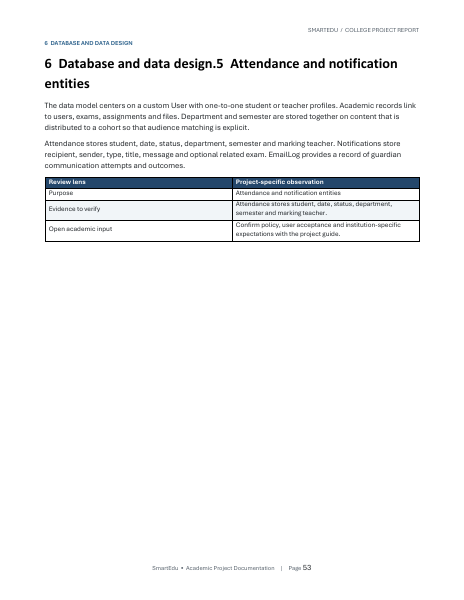 SMARTEDU / COLLEGE PROJECT REPORT
6 DATABASE AND DATA DESIGN
6 Database and data design.5 Attendance and notification
entities
The data model centers on a custom User with one-to-one student or teacher profiles. Academic records link
to users, exams, assignments and files. Department and semester are stored together on content that is
distributed to a cohort so that audience matching is explicit.
Attendance stores student, date, status, department, semester and marking teacher. Notifications store
recipient, sender, type, title, message and optional related exam. EmailLog provides a record of guardian
communication attempts and outcomes.
Review lens Project-specific observation
Purpose Attendance and notification entities
Evidence to verify Attendance stores student, date, status, department,
semester and marking teacher.
Open academic input Confirm policy, user acceptance and institution-specific
expectations with the project guide.
SmartEdu • Academic Project Documentation | Page 53